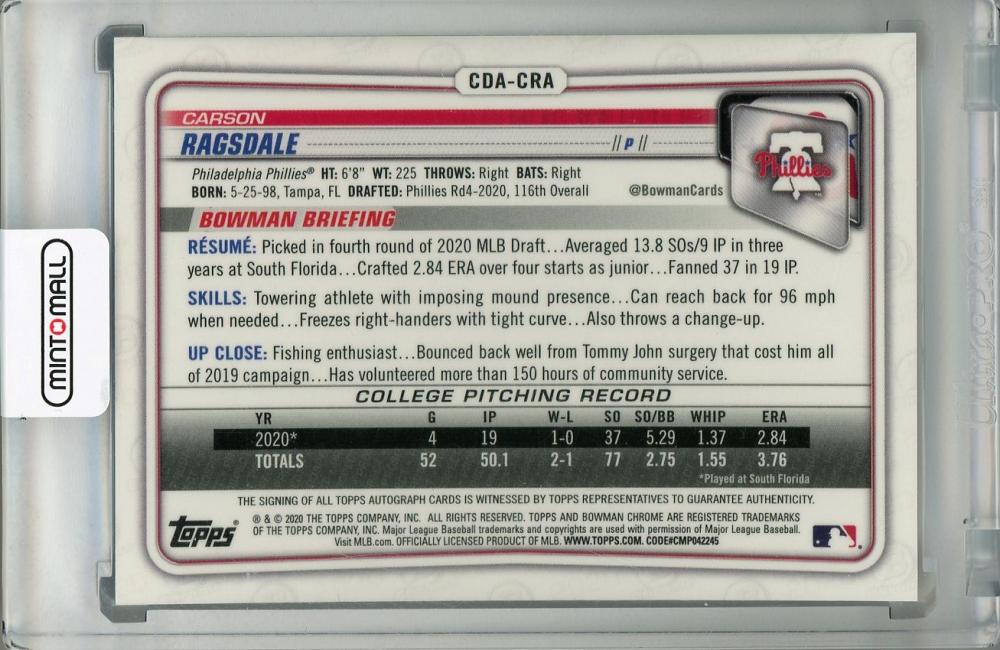 CDA-CRA
CARSON
RAGSDALE // P //
Phillies
Philadelphia Phillies® HT: 6'8" WT: 225 THROWS: Right BATS: Right
BORN: 5-25-98, Tampa, FL DRAFTED: Phillies Rd4-2020, 116th Overall @BowmanCards
BOWMAN BRIEFING
RÉSUMÉ: Picked in fourth round of 2020 MLB Draft...Averaged 13.8 SOs/9 IP in three
years at South Florida...Crafted 2.84 ERA over four starts as junior...Fanned 37 in 19 IP.
SKILLS: Towering athlete with imposing mound presence...Can reach back for 96 mph
when needed...Freezes right-handers with tight curve...Also throws a change-up.
UP CLOSE: Fishing enthusiast...Bounced back well from Tommy John surgery that cost him all
of 2019 campaign...Has volunteered more than 150 hours of community service.
COLLEGE PITCHING RECORD
YR G IP W-L SO SO/BB WHIP ERA
2020* 4 19 1-0 37 5.29 1.37 2.84
TOTALS 52 50.1 2-1 77 2.75 1.55 3.76
*Played at South Florida
THE SIGNING OF ALL TOPPS AUTOGRAPH CARDS IS WITNESSED BY TOPPS REPRESENTATIVES TO GUARANTEE AUTHENTICITY.
Topps®
® & © 2020 THE TOPPS COMPANY, INC. ALL RIGHTS RESERVED. TOPPS AND BOWMAN CHROME ARE REGISTERED TRADEMARKS
OF THE TOPPS COMPANY, INC. Major League Baseball trademarks and copyrights are used with permission of Major League Baseball.
Visit MLB.com. OFFICIALLY LICENSED PRODUCT OF MLB. WWW.TOPPS.COM. CODE#CMP042245
MINTOMALL
ULTRA·PRO®